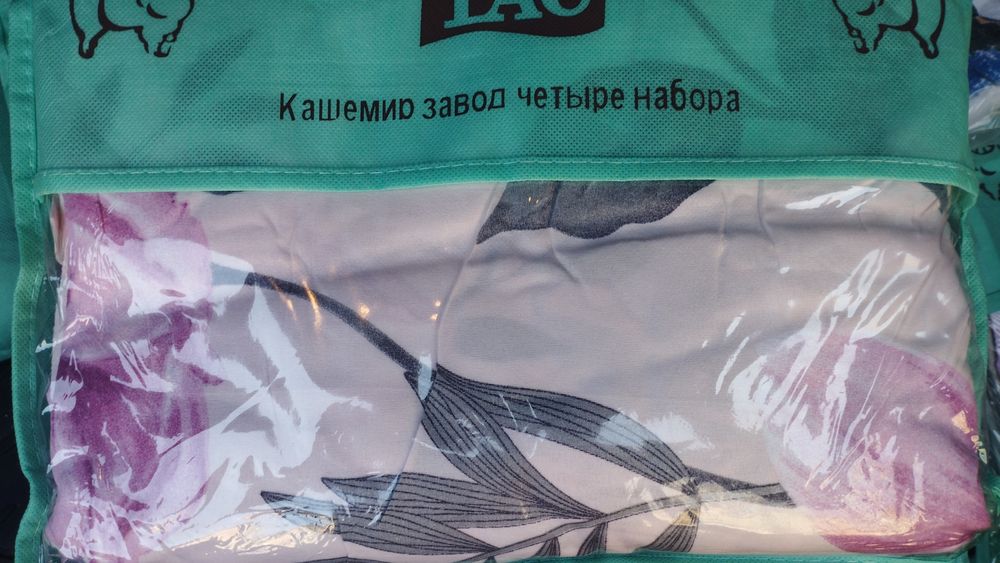 Кашемир завод четыре набора